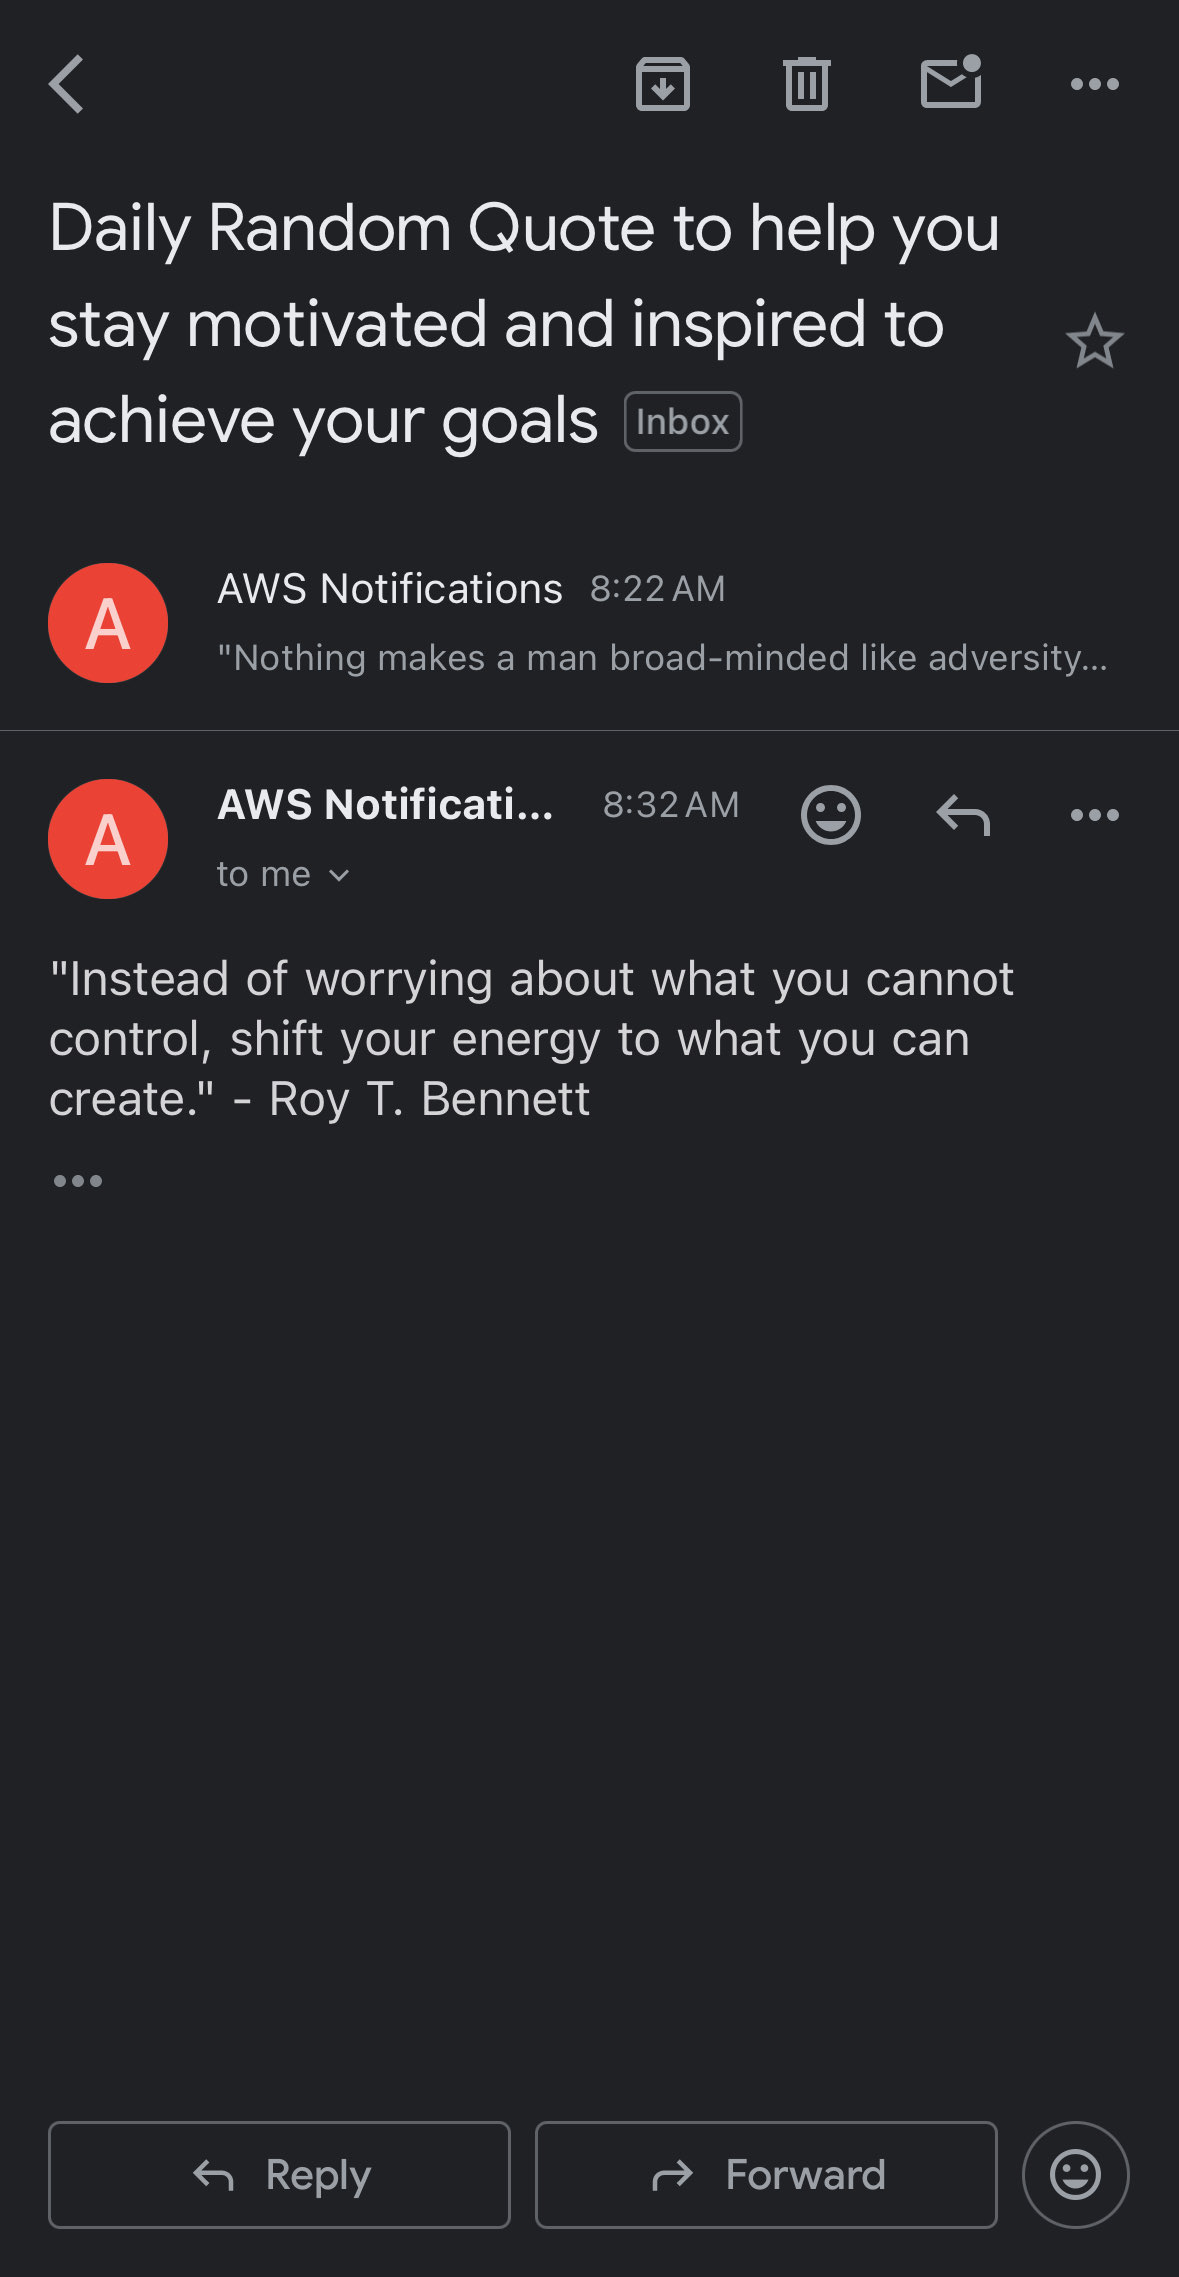 Daily Random Quote to help you
stay motivated and inspired to
achieve your goals Inbox
A
AWS Notifications 8:22 AM
"Nothing makes a man broad-minded like adversity...
A
AWS Notificati... 8:32 AM
to me
"Instead of worrying about what you cannot
control, shift your energy to what you can
create." - Roy T. Bennett
Reply Forward